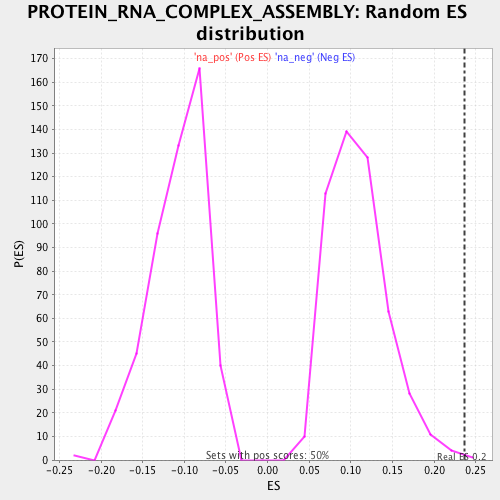 PROTEIN_RNA_COMPLEX_ASSEMBLY: Random ES
distribution
'na_pos' (Pos ES) 'na_neg' (Neg ES)
170
160
150
140
130
120
110
100
90
80
70
60
50
40
30
20
10
0
P(ES)
Sets with pos scores: 50%
Real ES 0.2
-0.25 -0.20 -0.15 -0.10 -0.05 0.00 0.05 0.10 0.15 0.20 0.25
ES